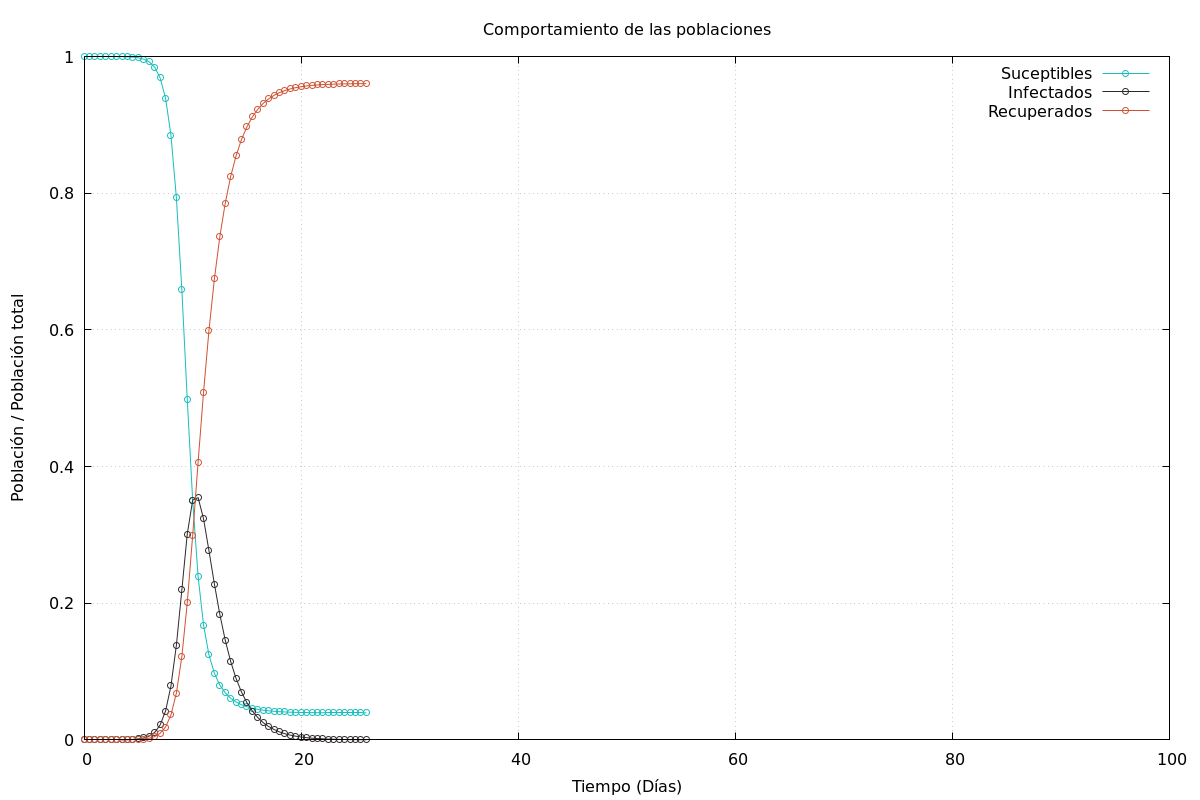 Comportamiento de las poblaciones
Suceptibles
Infectados
Recuperados
1
0.8
0.6
0.4
0.2
0
Población / Población total
0 20 40 60 80 100
Tiempo (Días)